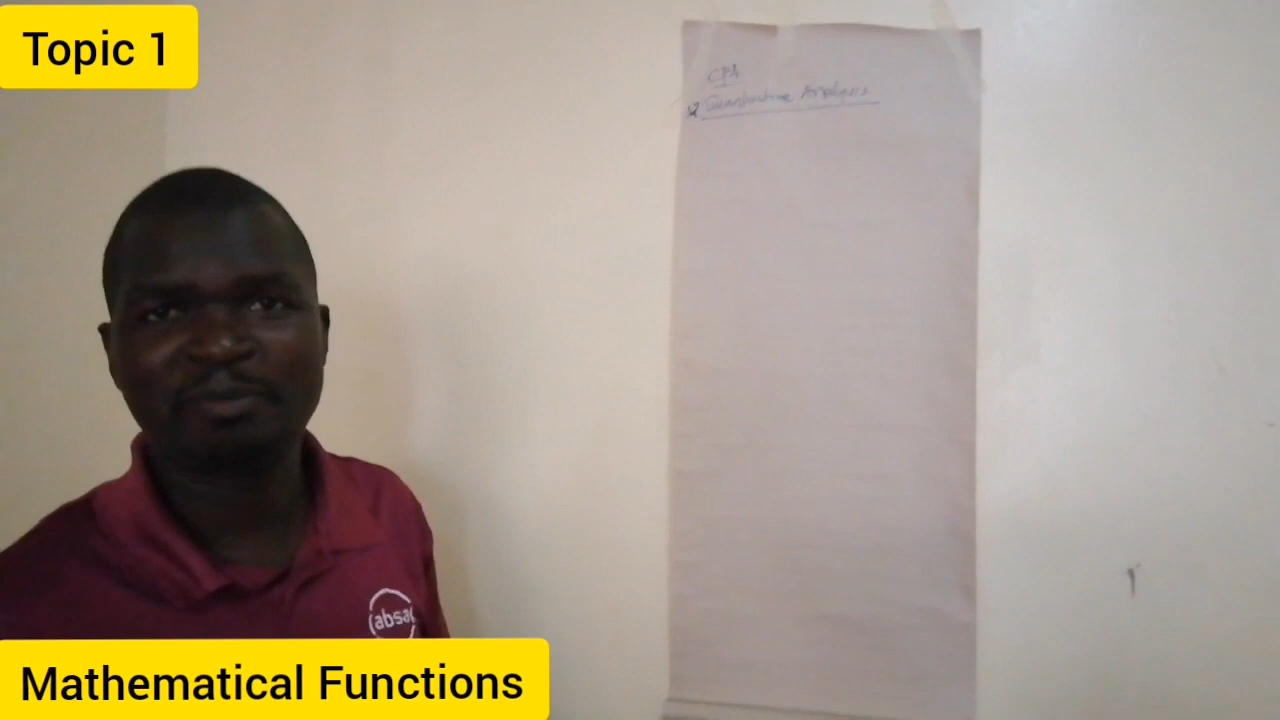 Topic 1
CPA
Quantitative Analysis
absa
Mathematical Functions